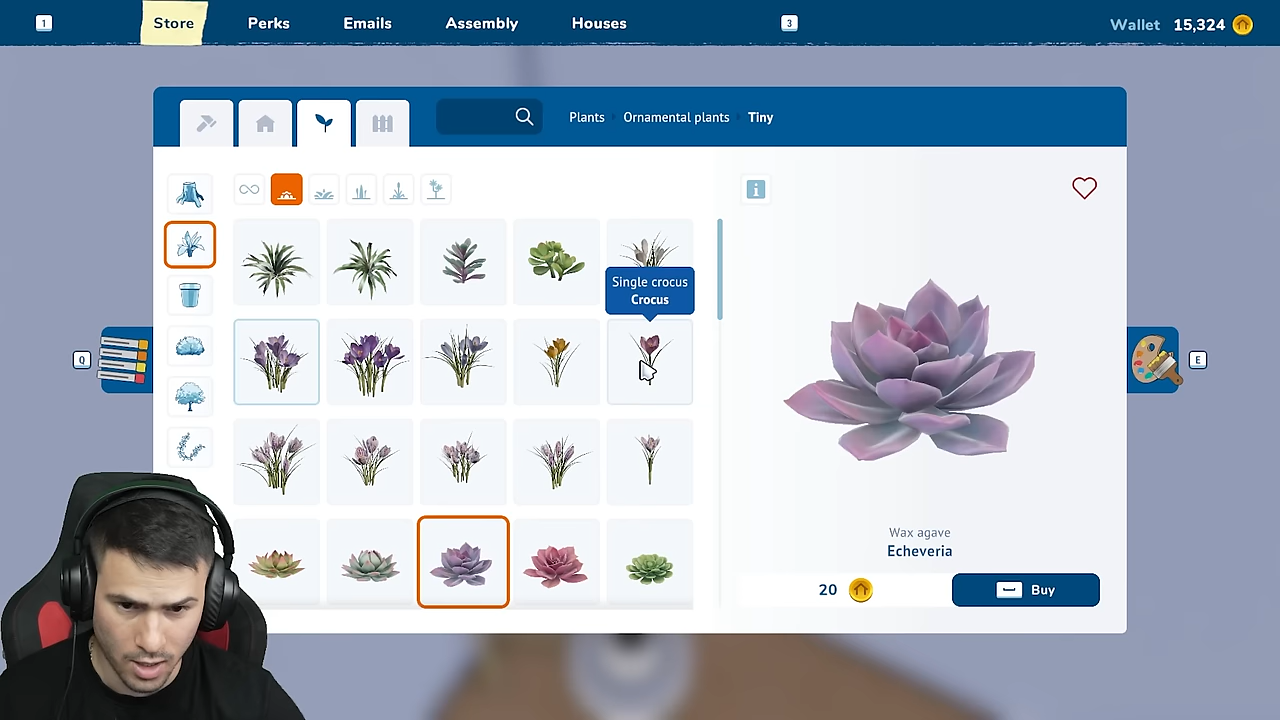 1
Store
Perks
Emails
Assembly
Houses
3
Wallet 15,324
Plants
Ornamental plants
Tiny
i
Single crocus
Crocus
Q
E
Wax agave
Echeveria
20
Buy